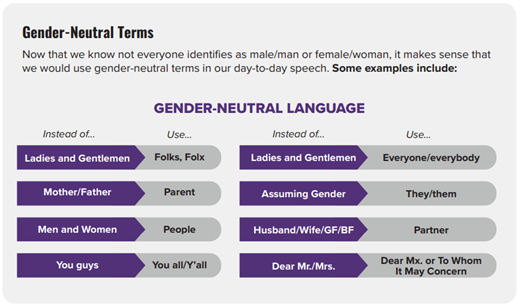 Gender-Neutral Terms
Now that we know not everyone identifies as male/man or female/woman, it makes sense that
we would use gender-neutral terms in our day-to-day speech. Some examples include:
GENDER-NEUTRAL LANGUAGE
Instead of... Use... Instead of... Use...
Ladies and Gentlemen Folks, Folx Ladies and Gentlemen Everyone/everybody
Mother/Father Parent Assuming Gender They/them
Men and Women People Husband/Wife/GF/BF Partner
You guys You all/Y'all Dear Mr./Mrs. Dear Mx. or To Whom
It May Concern